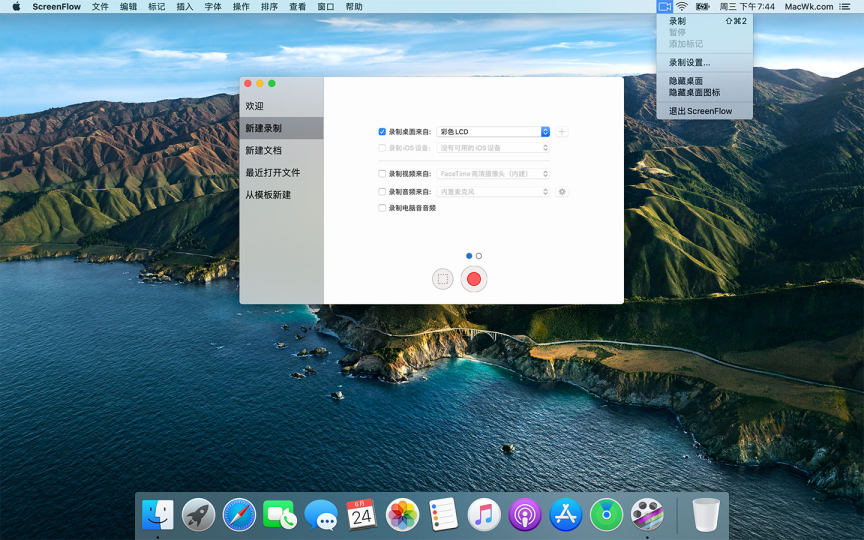 ScreenFlow 文件 编辑 标记 插入 字体 操作 排序 查看 窗口 帮助 周三 下午7:44 MacWk.com
录制 ⇧⌘2
暂停
添加标记
录制设置...
隐藏桌面
隐藏桌面图标
退出 ScreenFlow
欢迎
新建录制
新建文档
最近打开文件
从模板新建
录制桌面来自: 彩色 LCD
录制 iOS 设备: 没有可用的 iOS 设备
录制视频来自: FaceTime 高清摄像头（内建）
录制音频来自: 内置麦克风
录制电脑音音频
6月
24